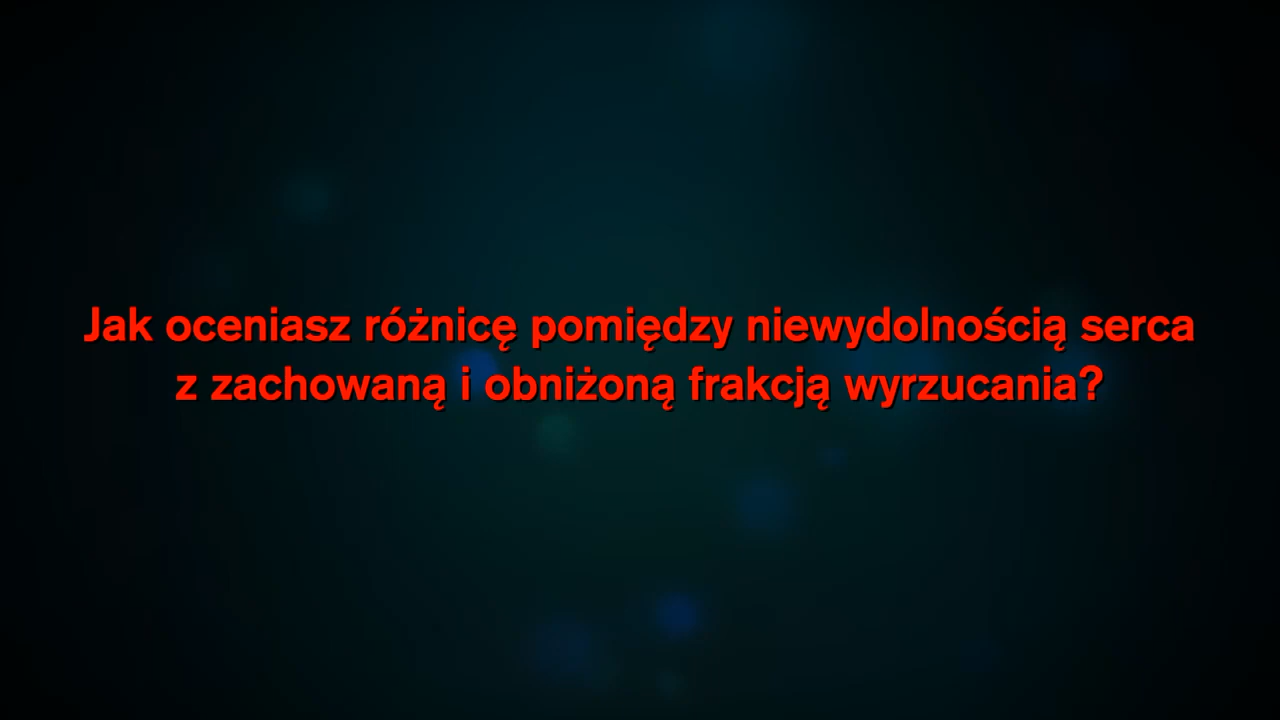 Jak oceniasz różnicę pomiędzy niewydolnością serca
z zachowaną i obniżoną frakcją wyrzucania?